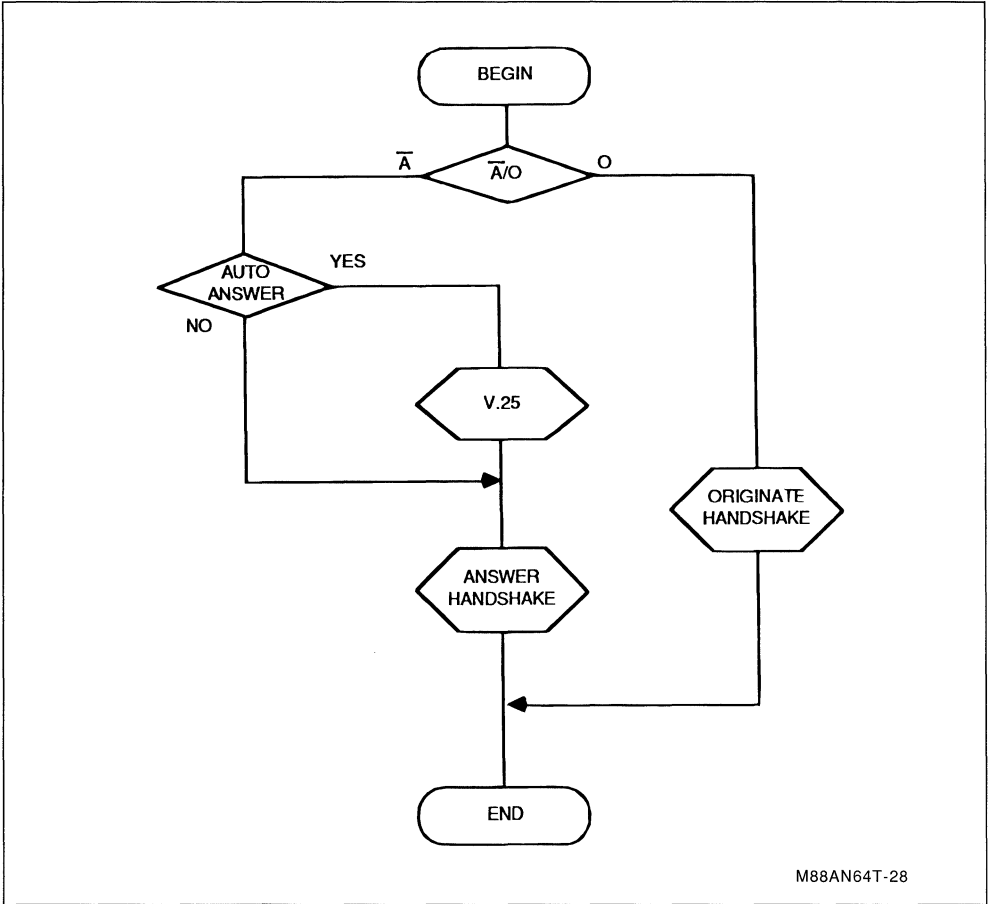 BEGIN
A̅
A̅/O
O
AUTO
ANSWER
YES
NO
V.25
ORIGINATE
HANDSHAKE
ANSWER
HANDSHAKE
END
M88AN64T-28